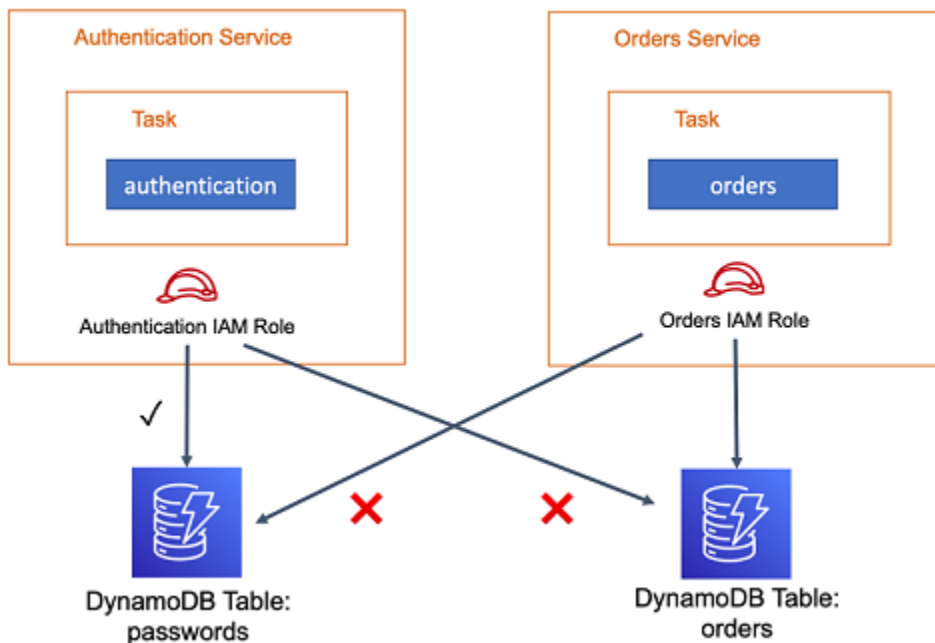 Authentication Service
Orders Service
Task
Task
authentication
orders
Authentication IAM Role
Orders IAM Role
✓
DynamoDB Table:
passwords
DynamoDB Table:
orders